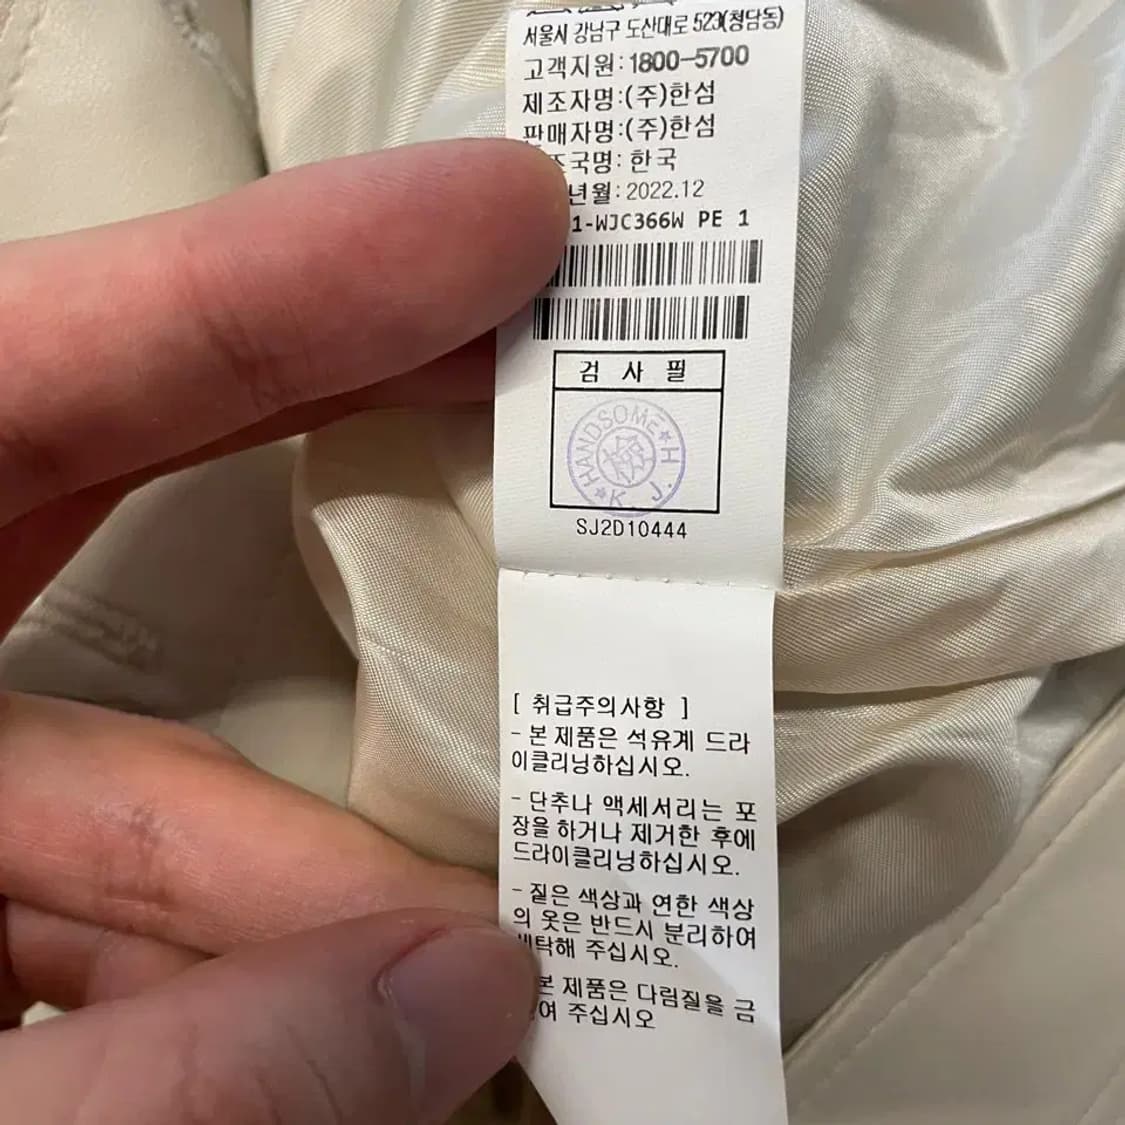 서울시 강남구 도산대로 523(청담동)
고객지원: 1800-5700
제조자명:(주)한섬
판매자명:(주)한섬
조국명: 한국
년월: 2022.12
1-WJC366W PE 1
검 사 필
HANDSOME ★ H. J. K ★
SJ2D10444
[ 취급주의사항 ]
- 본 제품은 석유계 드라
이클리닝하십시오.
- 단추나 액세서리는 포
장을 하거나 제거한 후에
드라이클리닝하십시오.
- 짙은 색상과 연한 색상
의 옷은 반드시 분리하여
세탁해 주십시오.
본 제품은 다림질을 금
여 주십시오